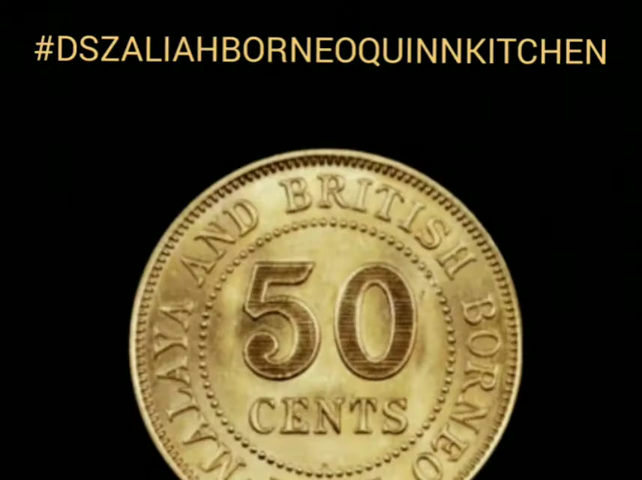 #DSZALIAHBORNEOQUINNKITCHEN
MALAYA AND BRITISH BORNEO
50
CENTS